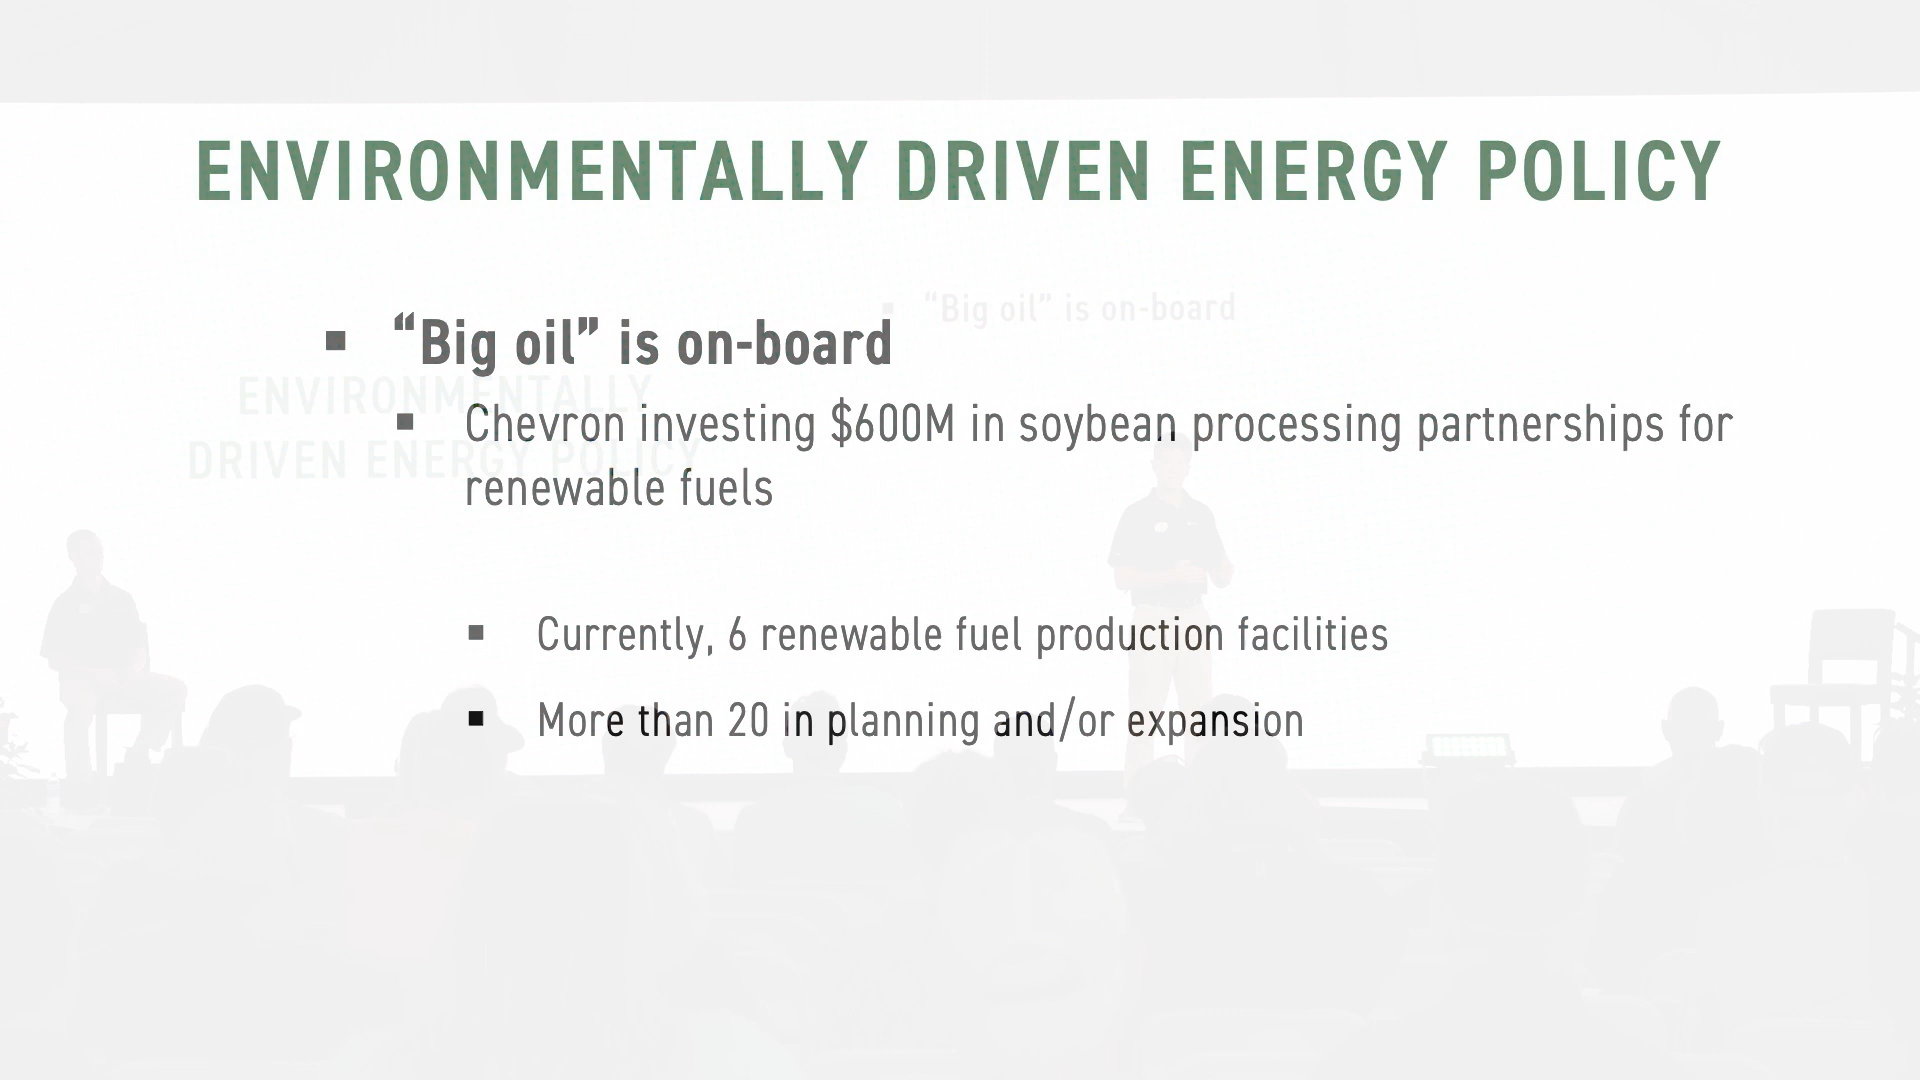 ENVIRONMENTALLY DRIVEN ENERGY POLICY
▪ “Big oil” is on-board
▪ “Big oil” is on-board
ENVIRONMENTALLY
DRIVEN ENERGY POLICY
▪ Chevron investing $600M in soybean processing partnerships for
renewable fuels
▪ Currently, 6 renewable fuel production facilities
▪ More than 20 in planning and/or expansion